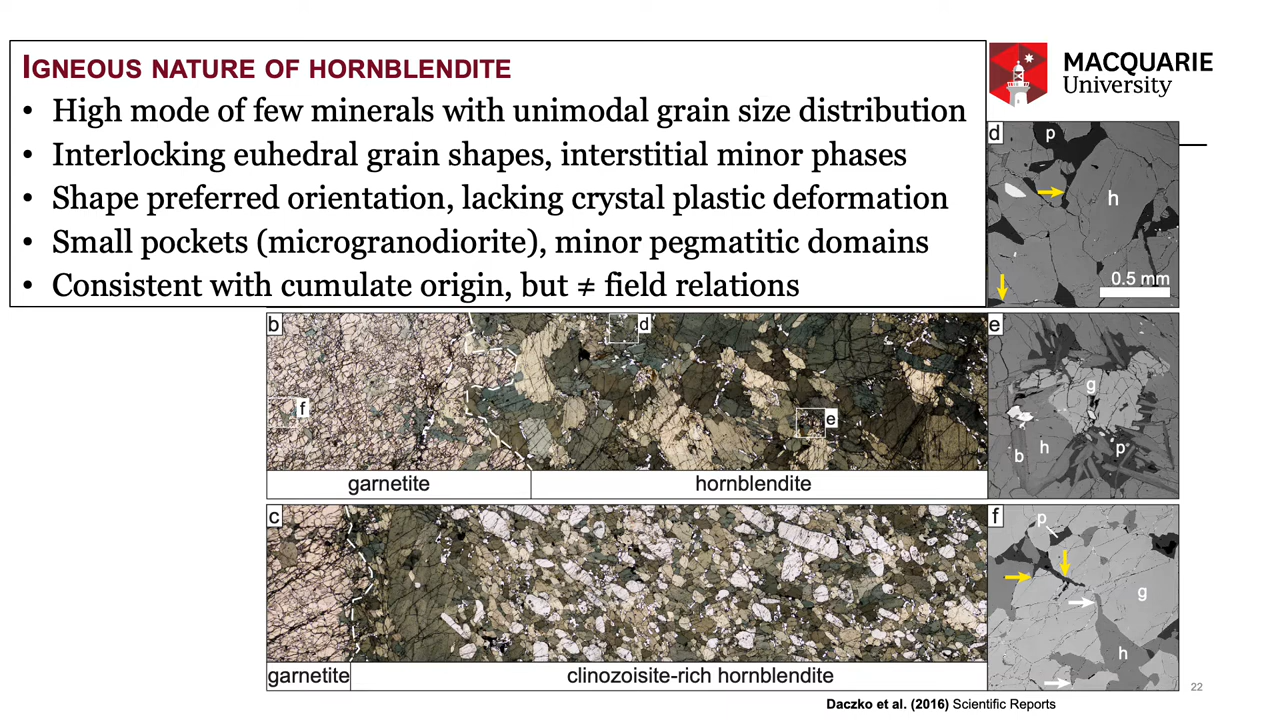 IGNEOUS NATURE OF HORNBLENDITE
• High mode of few minerals with unimodal grain size distribution
• Interlocking euhedral grain shapes, interstitial minor phases
• Shape preferred orientation, lacking crystal plastic deformation
• Small pockets (microgranodiorite), minor pegmatitic domains
• Consistent with cumulate origin, but ≠ field relations
MACQUARIE
University
d
p
h
0.5 mm
b
d
f
e
garnetite
hornblendite
e
g
h
b
p
c
garnetite
clinozoisite-rich hornblendite
f
p
g
h
22
Daczko et al. (2016) Scientific Reports